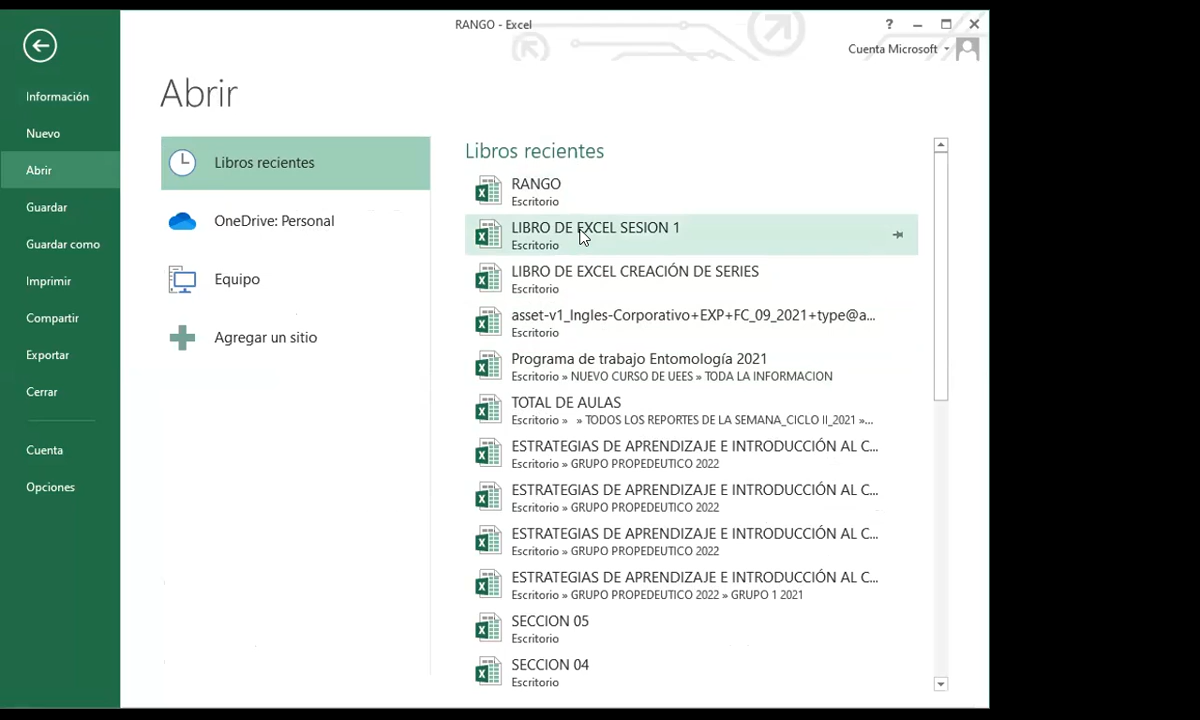 RANGO - Excel
?
Cuenta Microsoft
Información
Nuevo
Abrir
Guardar
Guardar como
Imprimir
Compartir
Exportar
Cerrar
Cuenta
Opciones
Abrir
Libros recientes
OneDrive: Personal
Equipo
Agregar un sitio
Libros recientes
RANGO
Escritorio
LIBRO DE EXCEL SESION 1
Escritorio
LIBRO DE EXCEL CREACIÓN DE SERIES
Escritorio
asset-v1_Ingles-Corporativo+EXP+FC_09_2021+type@a...
Escritorio
Programa de trabajo Entomología 2021
Escritorio » NUEVO CURSO DE UEES » TODA LA INFORMACION
TOTAL DE AULAS
Escritorio » » TODOS LOS REPORTES DE LA SEMANA_CICLO II_2021 »...
ESTRATEGIAS DE APRENDIZAJE E INTRODUCCIÓN AL C...
Escritorio » GRUPO PROPEDEUTICO 2022
ESTRATEGIAS DE APRENDIZAJE E INTRODUCCIÓN AL C...
Escritorio » GRUPO PROPEDEUTICO 2022
ESTRATEGIAS DE APRENDIZAJE E INTRODUCCIÓN AL C...
Escritorio » GRUPO PROPEDEUTICO 2022
ESTRATEGIAS DE APRENDIZAJE E INTRODUCCIÓN AL C...
Escritorio » GRUPO PROPEDEUTICO 2022 » GRUPO 1 2021
SECCION 05
Escritorio
SECCION 04
Escritorio